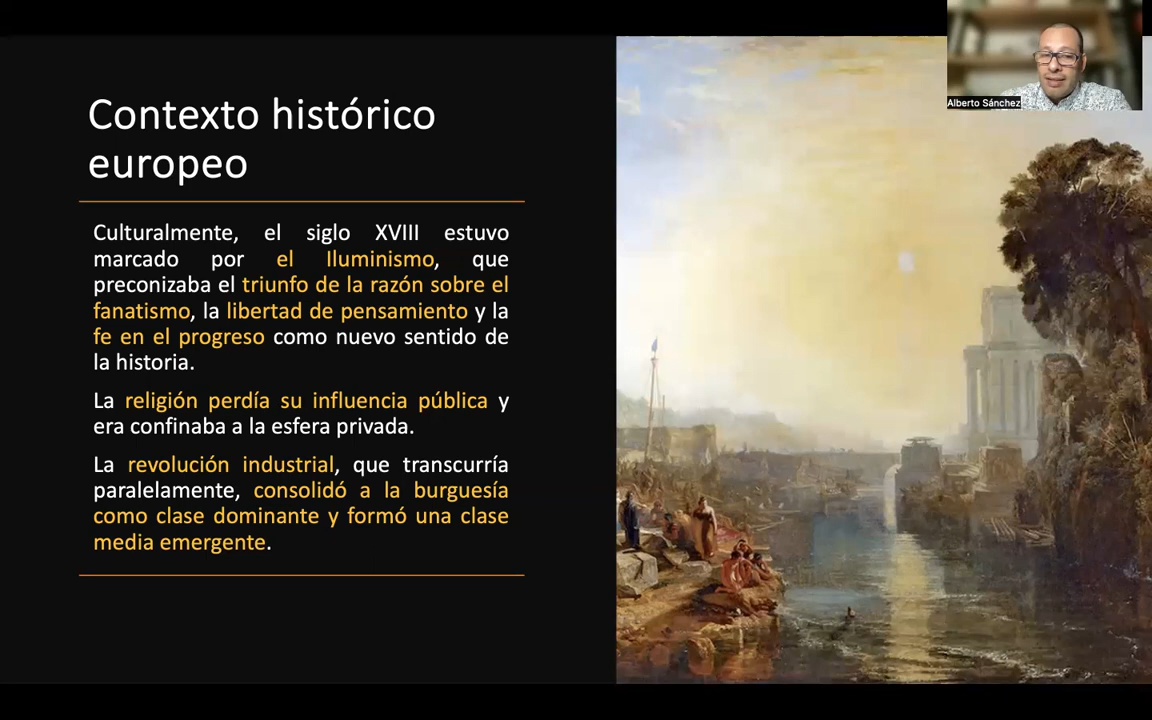 Contexto histórico
europeo
Culturalmente, el siglo XVIII estuvo
marcado por el Iluminismo, que
preconizaba el triunfo de la razón sobre el
fanatismo, la libertad de pensamiento y la
fe en el progreso como nuevo sentido de
la historia.
La religión perdía su influencia pública y
era confinaba a la esfera privada.
La revolución industrial, que transcurría
paralelamente, consolidó a la burguesía
como clase dominante y formó una clase
media emergente.
Alberto Sánchez